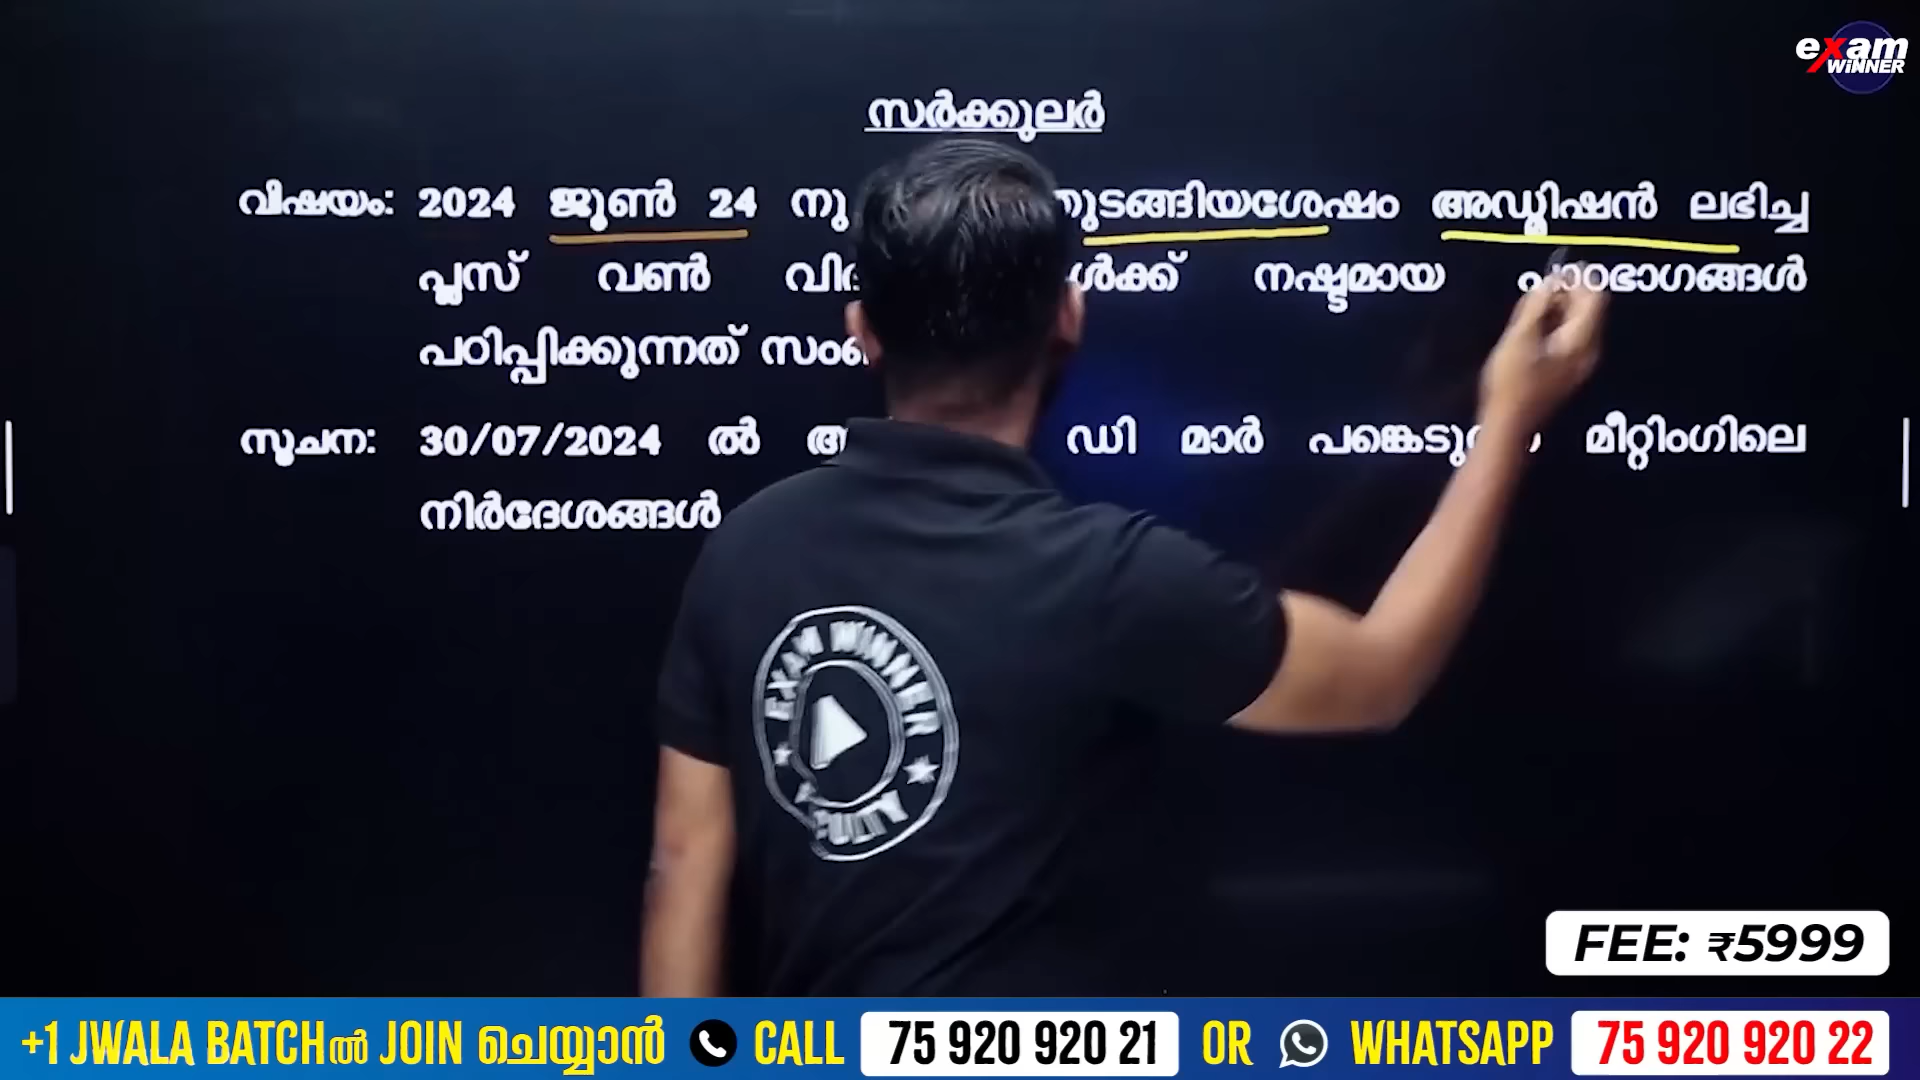 exam
WINNER
സർക്കുലർ
വിഷയം: 2024 ജൂൺ 24 നു തുടങ്ങിയശേഷം അഡ്മിഷൻ ലഭിച്ച
പ്ലസ് വൺ നഷ്ടമായ പാഠഭാഗങ്ങൾ
പഠിപ്പിക്കുന്നത്
സൂചന: 30/07/2024 ൽ ഡി മാർ മീറ്റിംഗിലെ
നിർദേശങ്ങൾ
EXAM WINNER
FEE: ₹5999
+1 JWALA BATCHൽ JOIN ചെയ്യാൻ CALL 75 920 920 21 OR WHATSAPP 75 920 920 22